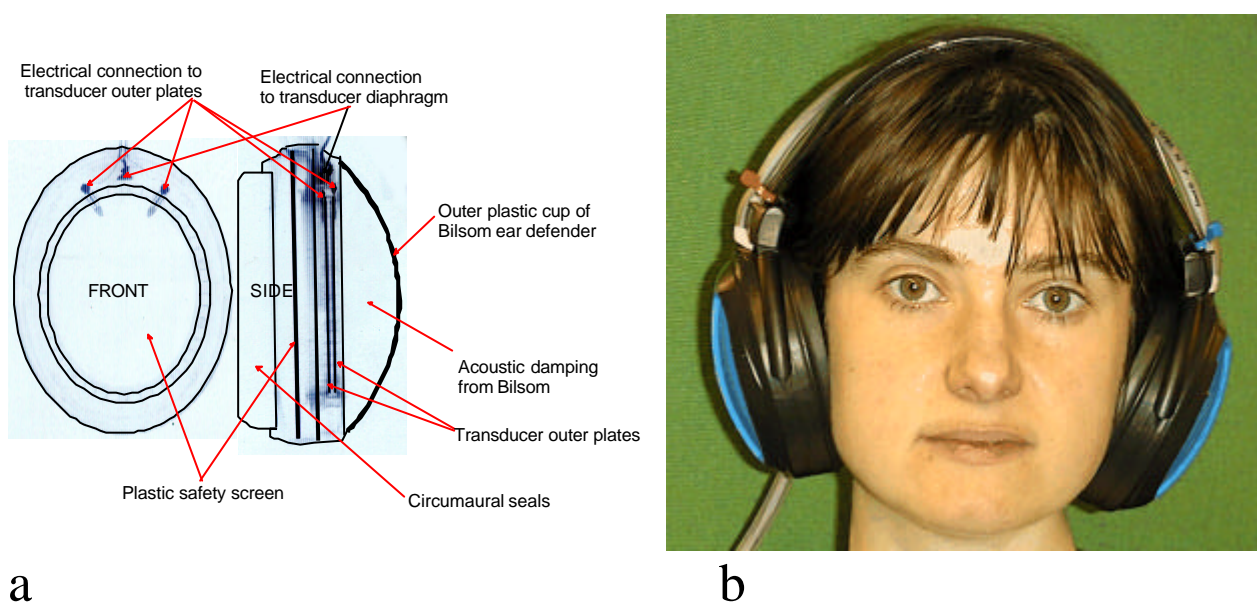 Electrical connection to
transducer outer plates
Electrical connection
to transducer diaphragm
Outer plastic cup of
Bilsom ear defender
FRONT
SIDE
Acoustic damping
from Bilsom
Transducer outer plates
Plastic safety screen
Circumaural seals
a
b